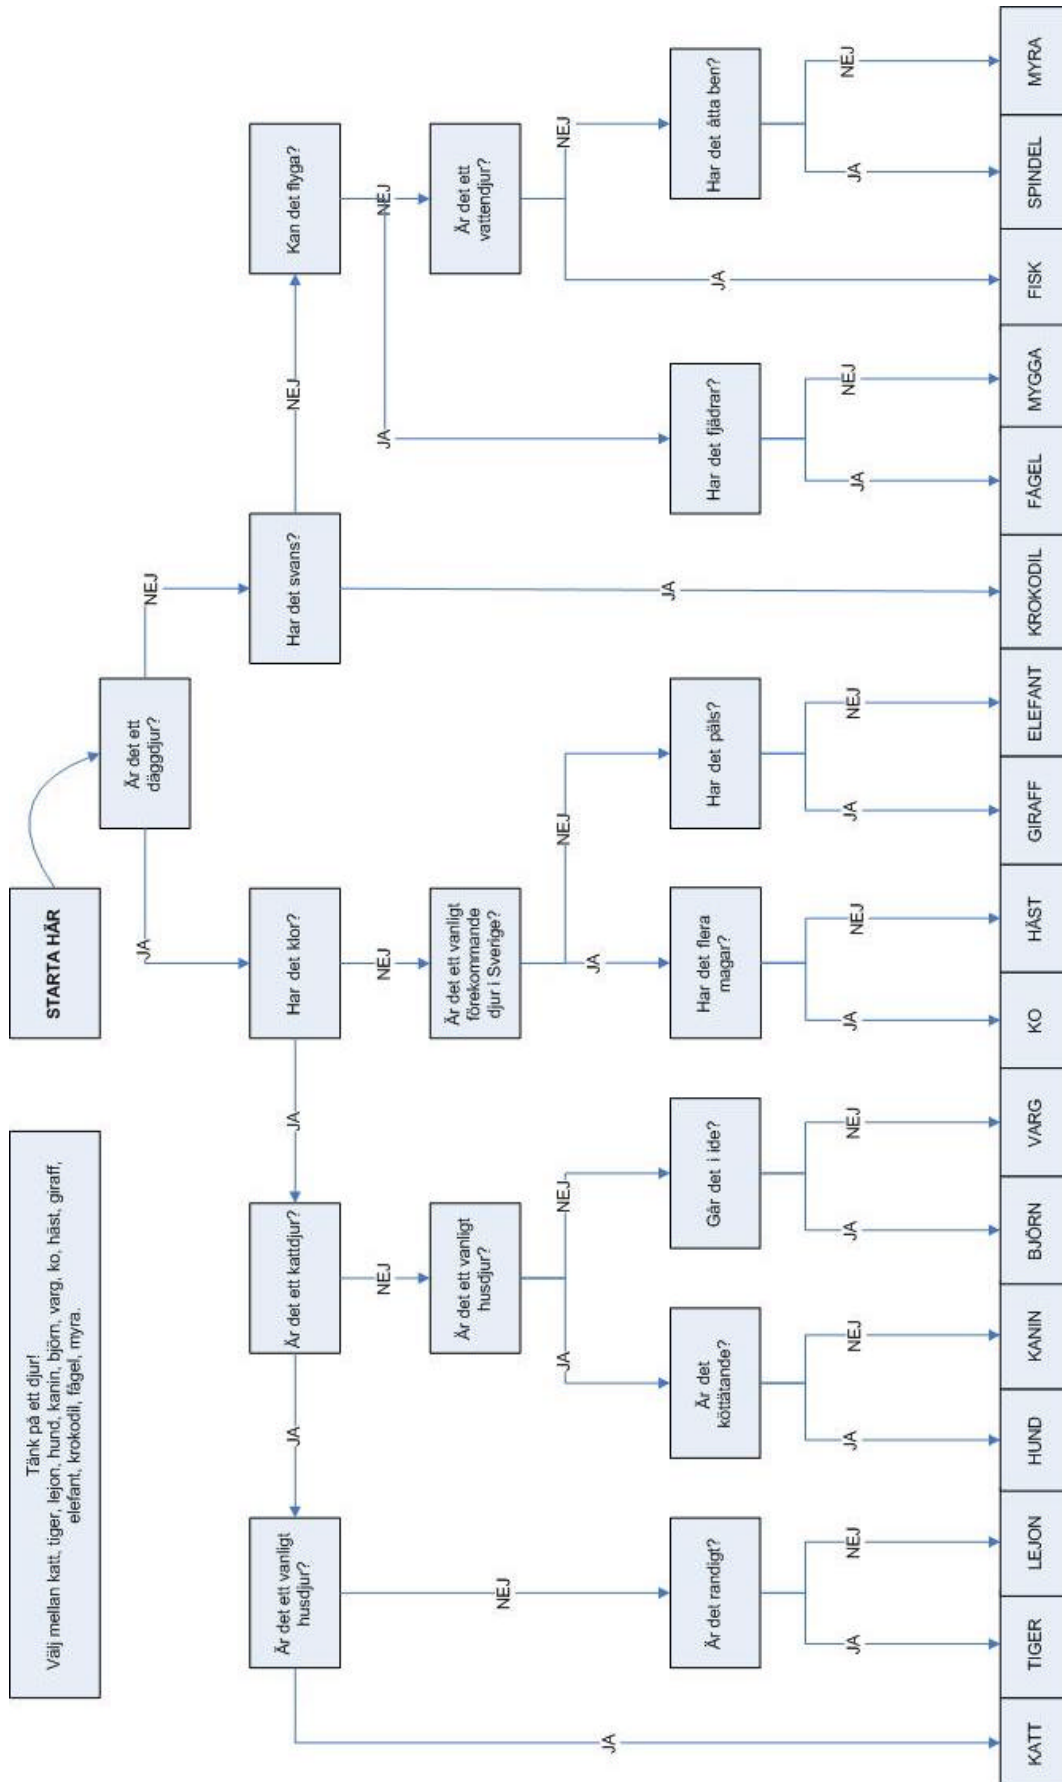 Tänk på ett djur!
Välj mellan katt, tiger, lejon, hund, kanin, björn, varg, ko, häst, giraff,
elefant, krokodil, fågel, myra.
STARTA HÄR
Är det ett
däggdjur?
JA
NEJ
Är det ett vanligt
husdjur?
JA
Är det ett kattdjur?
JA
Har det klor?
Har det svans?
NEJ
Kan det flyga?
NEJ
NEJ
JA
NEJ
Är det ett vanligt
husdjur?
Är det ett vanligt
förekommande
djur i Sverige?
Är det ett
vattendjur?
NEJ
JA
NEJ
JA
NEJ
NEJ
JA
JA
JA
Är det randigt?
Är det
köttätande?
Går det i ide?
Har det flera
magar?
Har det päls?
Har det fjädrar?
Har det åtta ben?
JA
NEJ
JA
NEJ
JA
NEJ
JA
NEJ
JA
NEJ
JA
NEJ
JA
NEJ
KATT
TIGER
LEJON
HUND
KANIN
BJÖRN
VARG
KO
HÄST
GIRAFF
ELEFANT
KROKODIL
FÅGEL
MYGGA
FISK
SPINDEL
MYRA